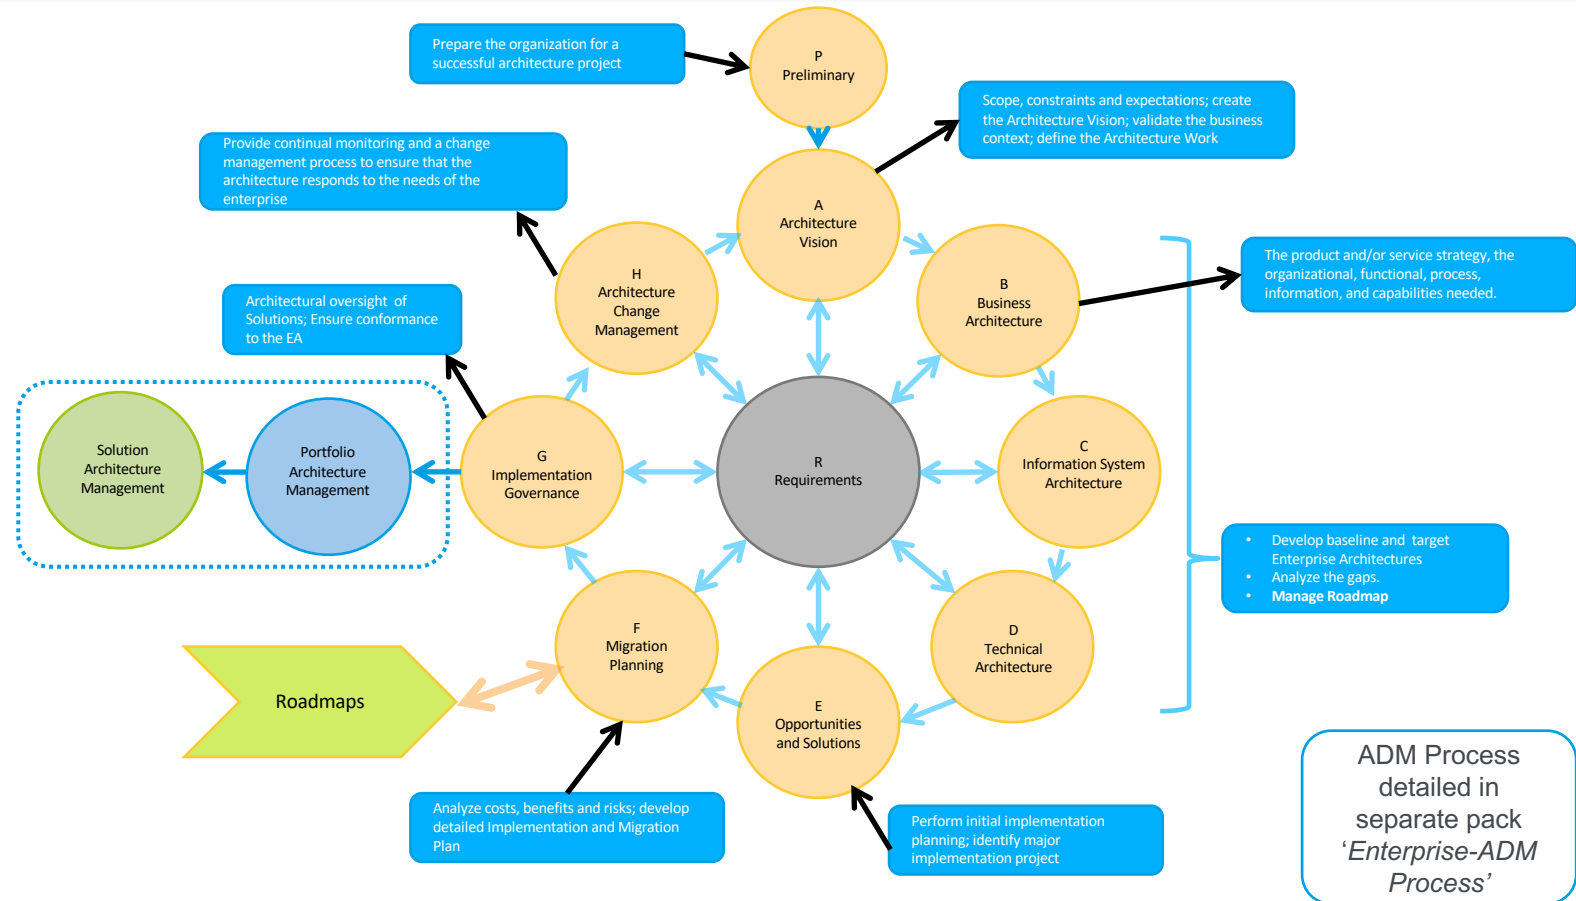 Prepare the organization for a
successful architecture project
P
Preliminary
Scope, constraints and expectations; create
the Architecture Vision; validate the business
context; define the Architecture Work
Provide continual monitoring and a change
management process to ensure that the
architecture responds to the needs of the
enterprise
A
Architecture
Vision
H
Architecture
Change
Management
B
Business
Architecture
The product and/or service strategy, the
organizational, functional, process,
information, and capabilities needed.
Architectural oversight of
Solutions; Ensure conformance
to the EA
Solution
Architecture
Management
Portfolio
Architecture
Management
G
Implementation
Governance
R
Requirements
C
Information System
Architecture
• Develop baseline and target
Enterprise Architectures
• Analyze the gaps.
• Manage Roadmap
F
Migration
Planning
D
Technical
Architecture
Roadmaps
E
Opportunities
and Solutions
Analyze costs, benefits and risks; develop
detailed Implementation and Migration
Plan
Perform initial implementation
planning; identify major
implementation project
ADM Process
detailed in
separate pack
‘Enterprise-ADM
Process’